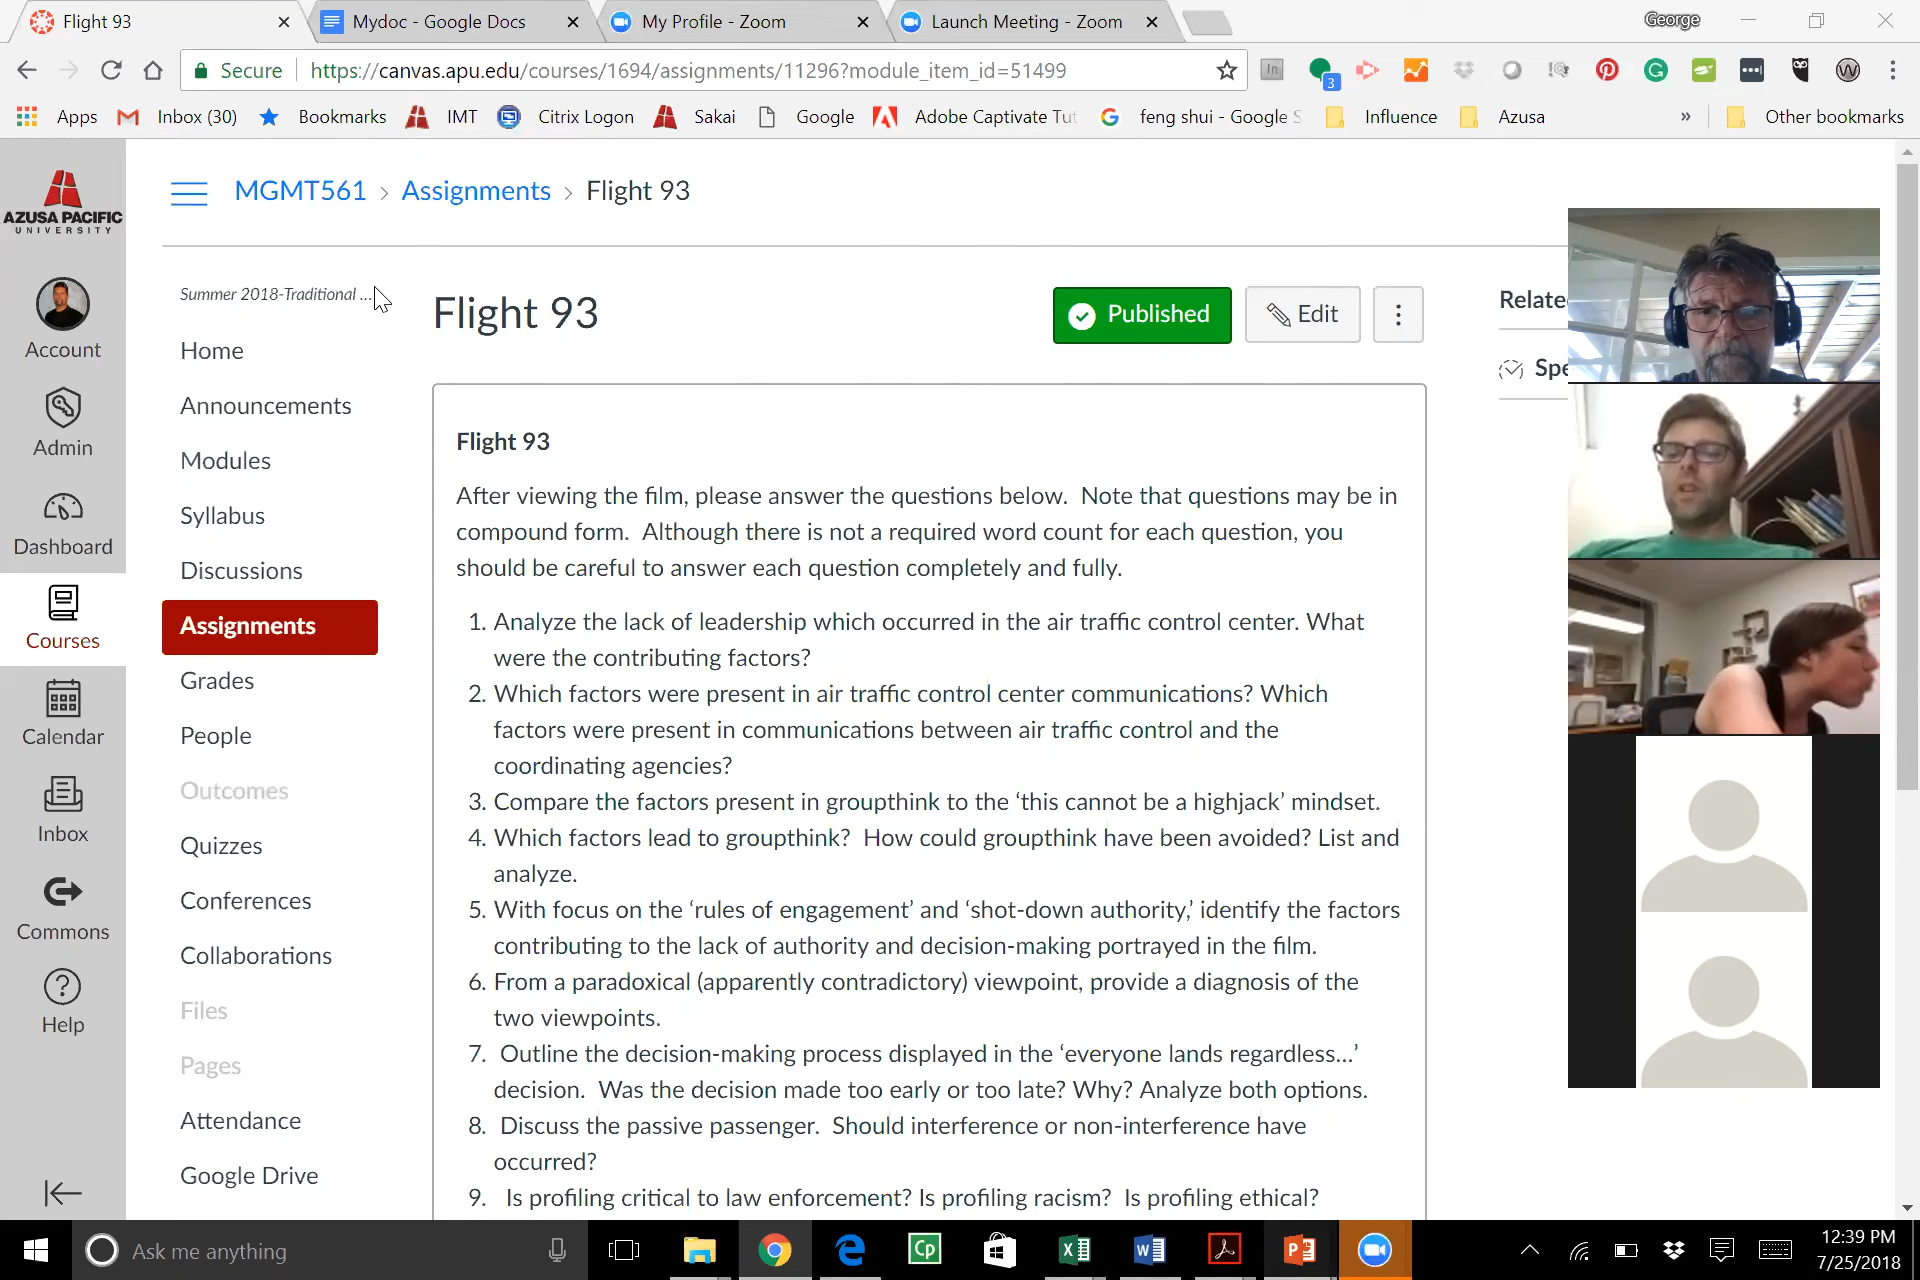 Flight 93
Mydoc - Google Docs
My Profile - Zoom
Launch Meeting - Zoom
George
Secure
https://canvas.apu.edu/courses/1694/assignments/11296?module_item_id=51499
In
3
Apps
Inbox (30)
Bookmarks
IMT
Citrix Logon
Sakai
Google
Adobe Captivate Tut
feng shui - Google S
Influence
Azusa
»
Other bookmarks
AZUSA PACIFIC
UNIVERSITY
MGMT561 › Assignments › Flight 93
Account
Admin
Dashboard
Courses
Calendar
Inbox
Commons
Help
Summer 2018-Traditional ...
Home
Announcements
Modules
Syllabus
Discussions
Assignments
Grades
People
Outcomes
Quizzes
Conferences
Collaborations
Files
Pages
Attendance
Google Drive
Flight 93
Published
Edit
Relate
Spe
Flight 93
After viewing the film, please answer the questions below.  Note that questions may be in
compound form.  Although there is not a required word count for each question, you
should be careful to answer each question completely and fully.
1. Analyze the lack of leadership which occurred in the air traffic control center. What
were the contributing factors?
2. Which factors were present in air traffic control center communications? Which
factors were present in communications between air traffic control and the
coordinating agencies?
3. Compare the factors present in groupthink to the ‘this cannot be a highjack’ mindset.
4. Which factors lead to groupthink?  How could groupthink have been avoided? List and
analyze.
5. With focus on the ‘rules of engagement’ and ‘shot-down authority,’ identify the factors
contributing to the lack of authority and decision-making portrayed in the film.
6. From a paradoxical (apparently contradictory) viewpoint, provide a diagnosis of the
two viewpoints.
7.  Outline the decision-making process displayed in the ‘everyone lands regardless...’
decision.  Was the decision made too early or too late? Why? Analyze both options.
8.  Discuss the passive passenger.  Should interference or non-interference have
occurred?
9.  Is profiling critical to law enforcement? Is profiling racism?  Is profiling ethical?
Ask me anything
Cp
12:39 PM
7/25/2018